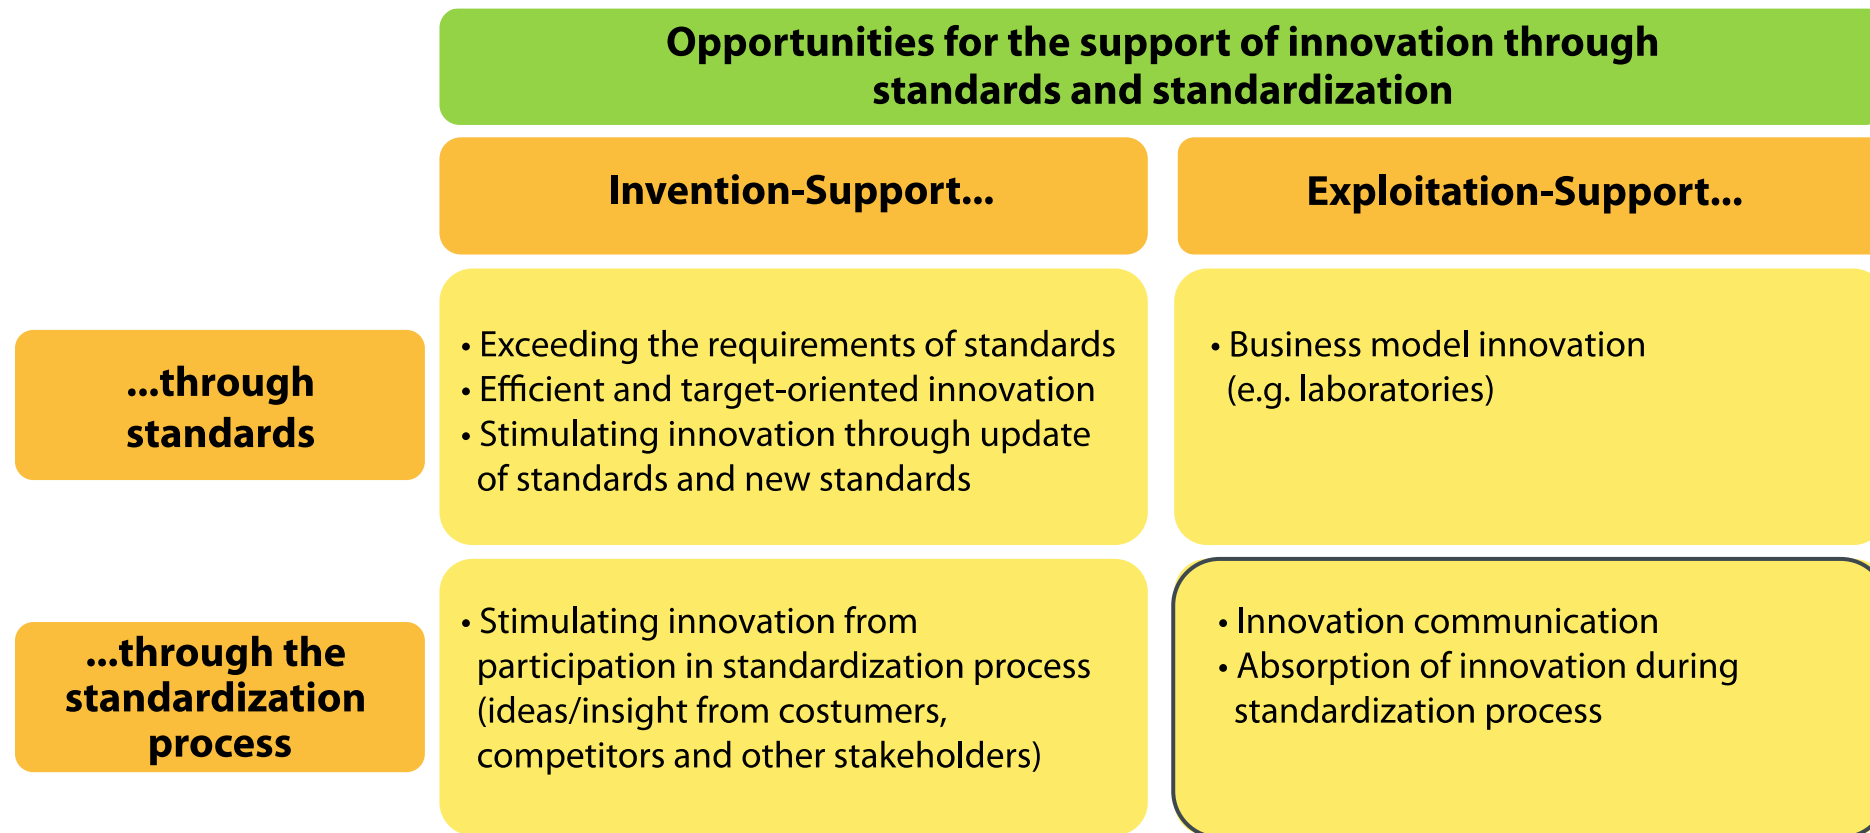 Opportunities for the support of innovation through
standards and standardization
Invention-Support...
Exploitation-Support...
...through
standards
• Exceeding the requirements of standards
• Efficient and target-oriented innovation
• Stimulating innovation through update
of standards and new standards
• Business model innovation
(e.g. laboratories)
...through the
standardization
process
• Stimulating innovation from
participation in standardization process
(ideas/insight from costumers,
competitors and other stakeholders)
• Innovation communication
• Absorption of innovation during
standardization process